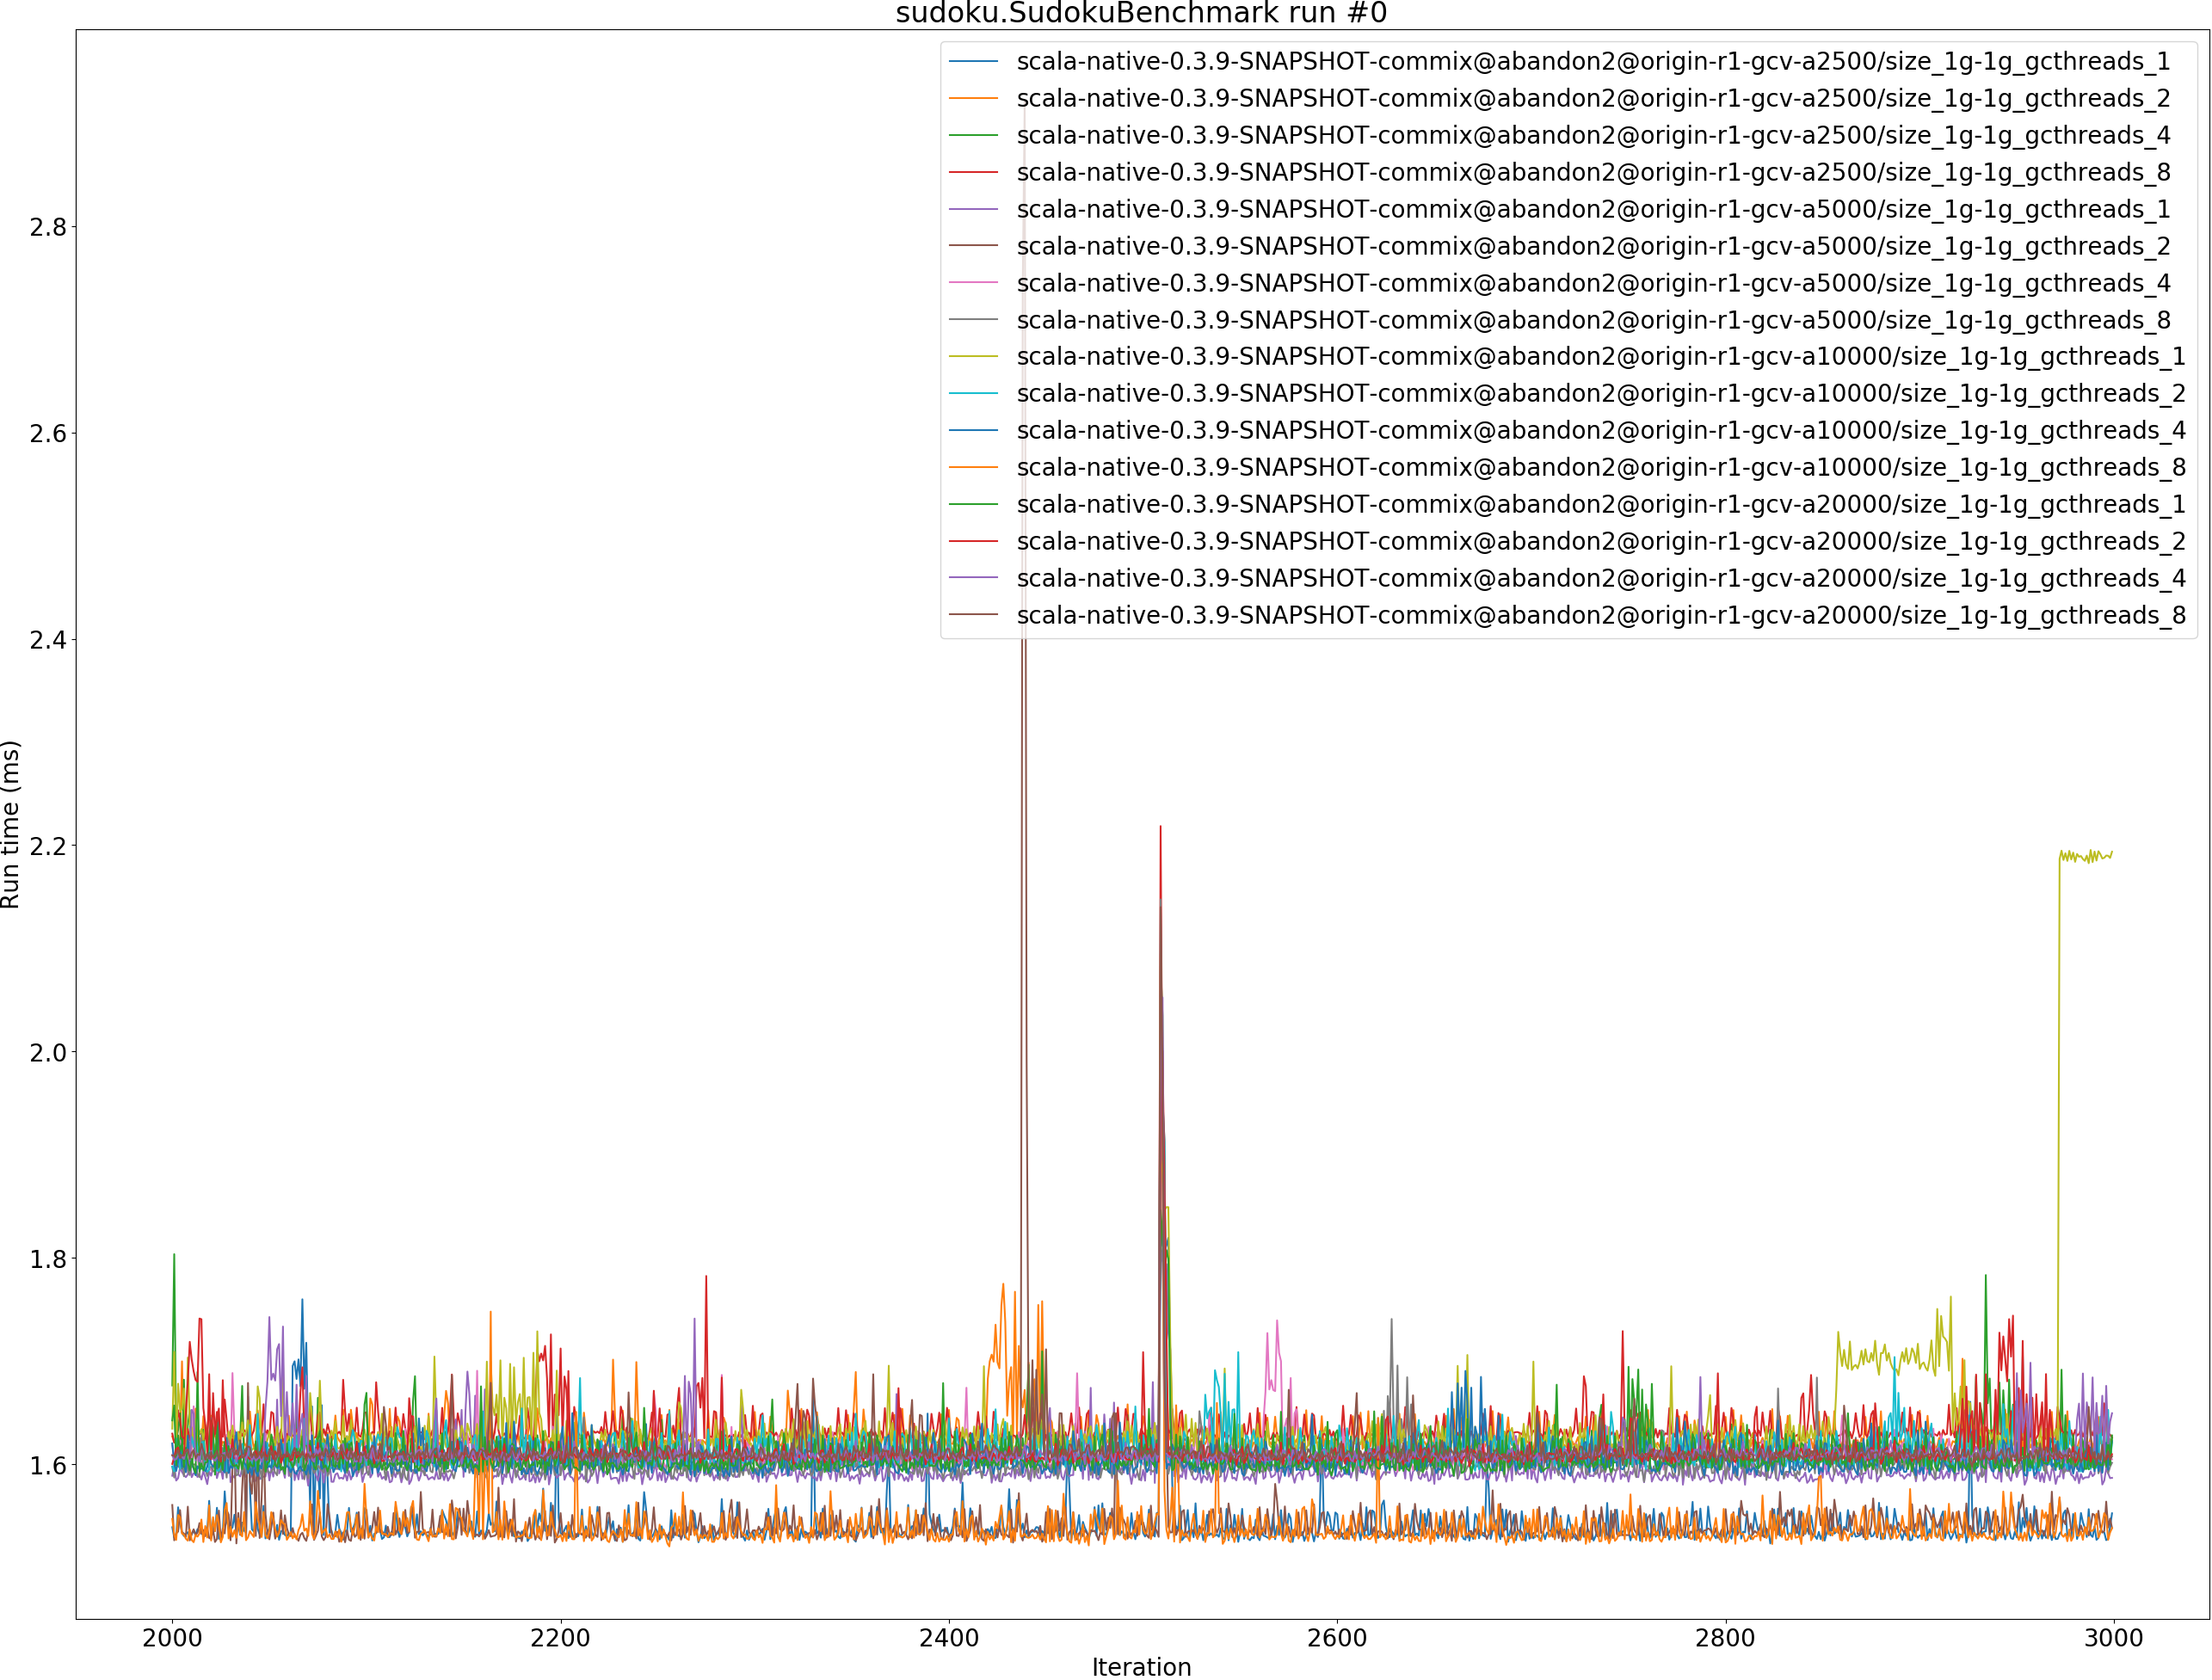 sudoku.SudokuBenchmark run #0
scala-native-0.3.9-SNAPSHOT-commix@abandon2@origin-r1-gcv-a2500/size_1g-1g_gcthreads_1
scala-native-0.3.9-SNAPSHOT-commix@abandon2@origin-r1-gcv-a2500/size_1g-1g_gcthreads_2
scala-native-0.3.9-SNAPSHOT-commix@abandon2@origin-r1-gcv-a2500/size_1g-1g_gcthreads_4
scala-native-0.3.9-SNAPSHOT-commix@abandon2@origin-r1-gcv-a2500/size_1g-1g_gcthreads_8
scala-native-0.3.9-SNAPSHOT-commix@abandon2@origin-r1-gcv-a5000/size_1g-1g_gcthreads_1
scala-native-0.3.9-SNAPSHOT-commix@abandon2@origin-r1-gcv-a5000/size_1g-1g_gcthreads_2
scala-native-0.3.9-SNAPSHOT-commix@abandon2@origin-r1-gcv-a5000/size_1g-1g_gcthreads_4
scala-native-0.3.9-SNAPSHOT-commix@abandon2@origin-r1-gcv-a5000/size_1g-1g_gcthreads_8
scala-native-0.3.9-SNAPSHOT-commix@abandon2@origin-r1-gcv-a10000/size_1g-1g_gcthreads_1
scala-native-0.3.9-SNAPSHOT-commix@abandon2@origin-r1-gcv-a10000/size_1g-1g_gcthreads_2
scala-native-0.3.9-SNAPSHOT-commix@abandon2@origin-r1-gcv-a10000/size_1g-1g_gcthreads_4
scala-native-0.3.9-SNAPSHOT-commix@abandon2@origin-r1-gcv-a10000/size_1g-1g_gcthreads_8
scala-native-0.3.9-SNAPSHOT-commix@abandon2@origin-r1-gcv-a20000/size_1g-1g_gcthreads_1
scala-native-0.3.9-SNAPSHOT-commix@abandon2@origin-r1-gcv-a20000/size_1g-1g_gcthreads_2
scala-native-0.3.9-SNAPSHOT-commix@abandon2@origin-r1-gcv-a20000/size_1g-1g_gcthreads_4
scala-native-0.3.9-SNAPSHOT-commix@abandon2@origin-r1-gcv-a20000/size_1g-1g_gcthreads_8
Run time (ms)
2.8
2.6
2.4
2.2
2.0
1.8
1.6
2000
2200
2400
2600
2800
3000
Iteration